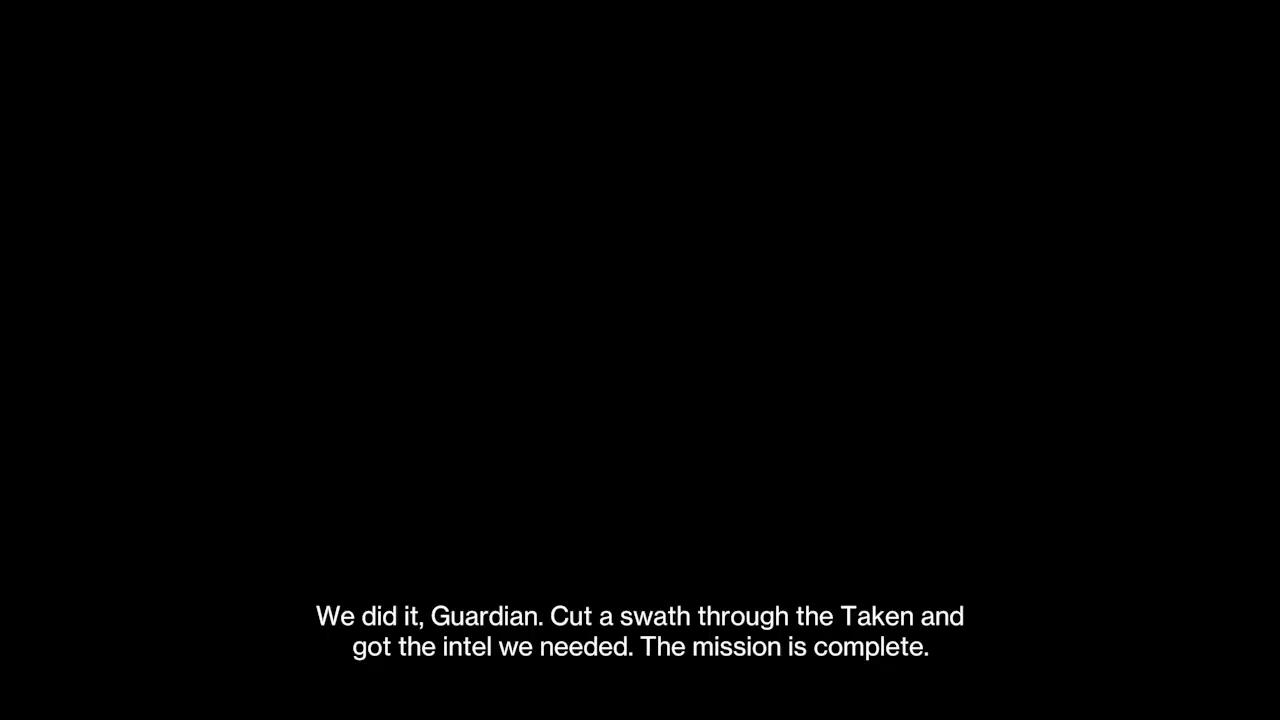 We did it, Guardian. Cut a swath through the Taken and
got the intel we needed. The mission is complete.